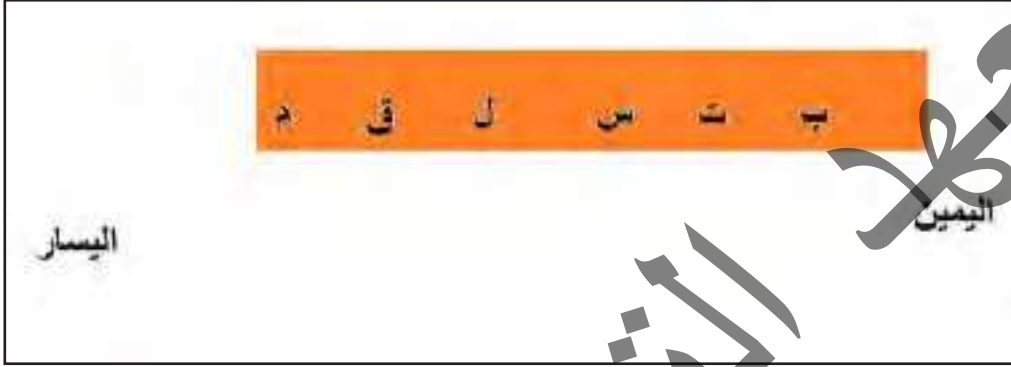 ب ت س ل ق م
اليمين
اليسار